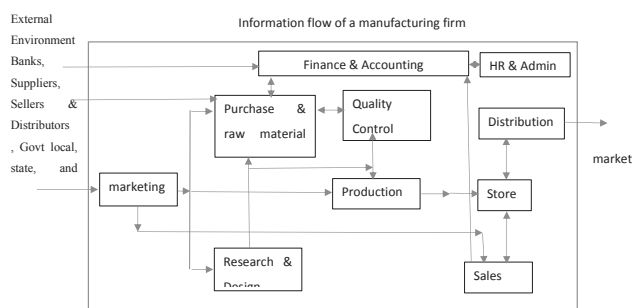 Information flow of a manufacturing firm
External
Environment
Banks,
Suppliers,
Sellers &
Distributors
, Govt local,
state, and
Finance & Accounting
HR & Admin
Purchase &
raw material
Quality
Control
Distribution
market
marketing
Production
Store
Research &
Design
Sales